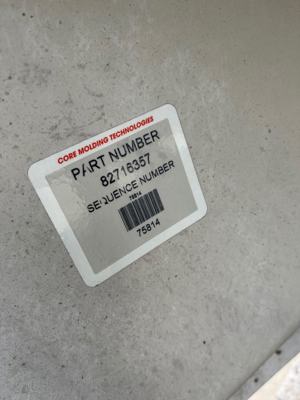 CORE MOLDING TECHNOLOGIES
PART NUMBER
82716357
SEQUENCE NUMBER
75814
75814